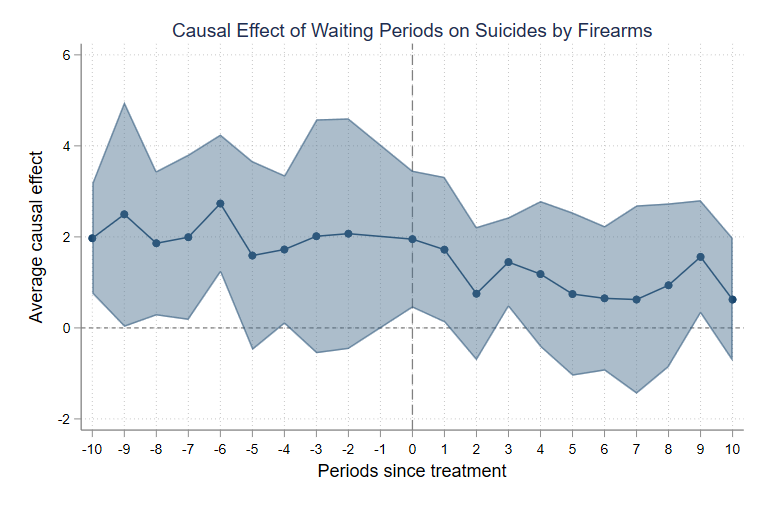 Causal Effect of Waiting Periods on Suicides by Firearms
Average causal effect
6
4
2
0
-2
-10 -9 -8 -7 -6 -5 -4 -3 -2 -1 0 1 2 3 4 5 6 7 8 9 10
Periods since treatment